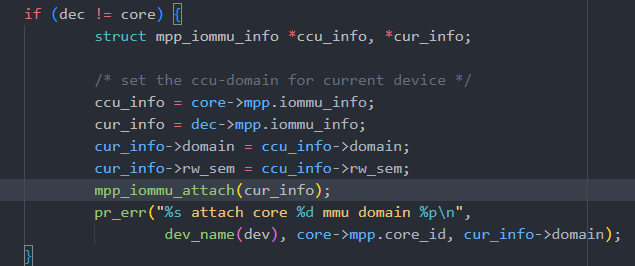 if (dec != core) {
struct mpp_iommu_info *ccu_info, *cur_info;
/* set the ccu-domain for current device */
ccu_info = core->mpp.iommu_info;
cur_info = dec->mpp.iommu_info;
cur_info->domain = ccu_info->domain;
cur_info->rw_sem = ccu_info->rw_sem;
mpp_iommu_attach(cur_info);
pr_err("%s attach core %d mmu domain %p\n",
dev_name(dev), core->mpp.core_id, cur_info->domain);
}